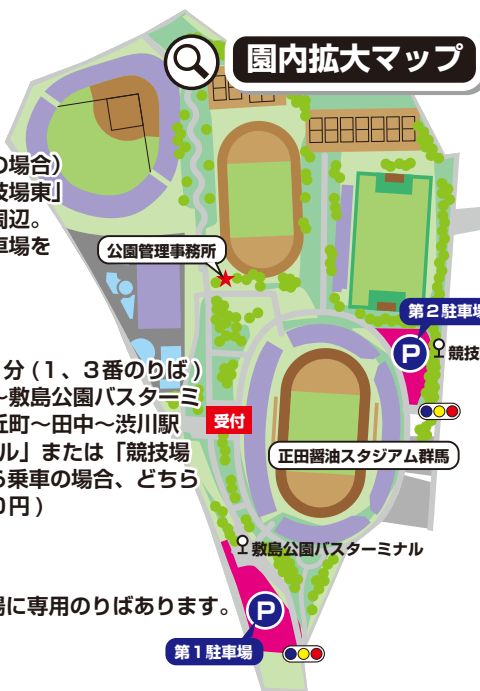 園内拡大マップ
の場合）
技場東」
周辺。
車場を
公園管理事務所
第２駐車場
P
競技
分（１、３番のりば）
～敷島公園バスターミ
丘町～田中～渋川駅
ル」または「競技場
ら乗車の場合、どちら
０円）
受付
正田醤油スタジアム群馬
敷島公園バスターミナル
場に専用のりばあります。
P
第１駐車場